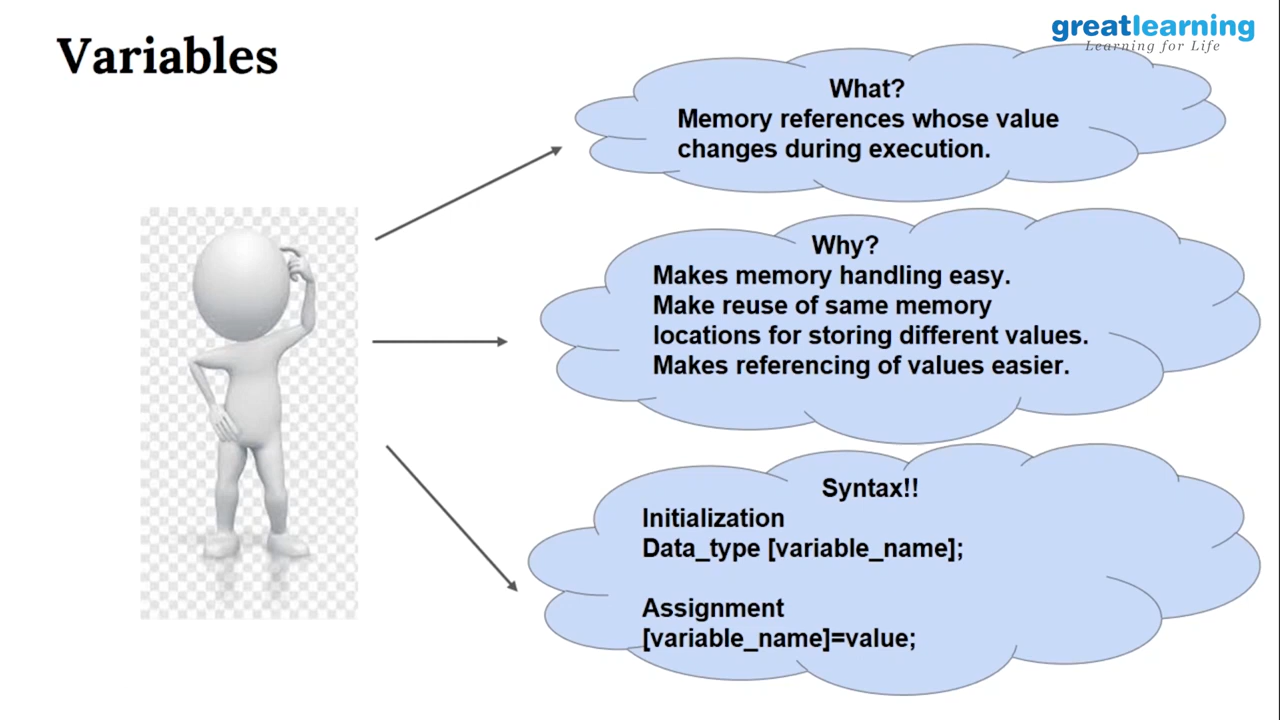 Variables
greatlearning
Learning for Life
What?
Memory references whose value
changes during execution.
Why?
Makes memory handling easy.
Make reuse of same memory
locations for storing different values.
Makes referencing of values easier.
Syntax!!
Initialization
Data_type [variable_name];
Assignment
[variable_name]=value;